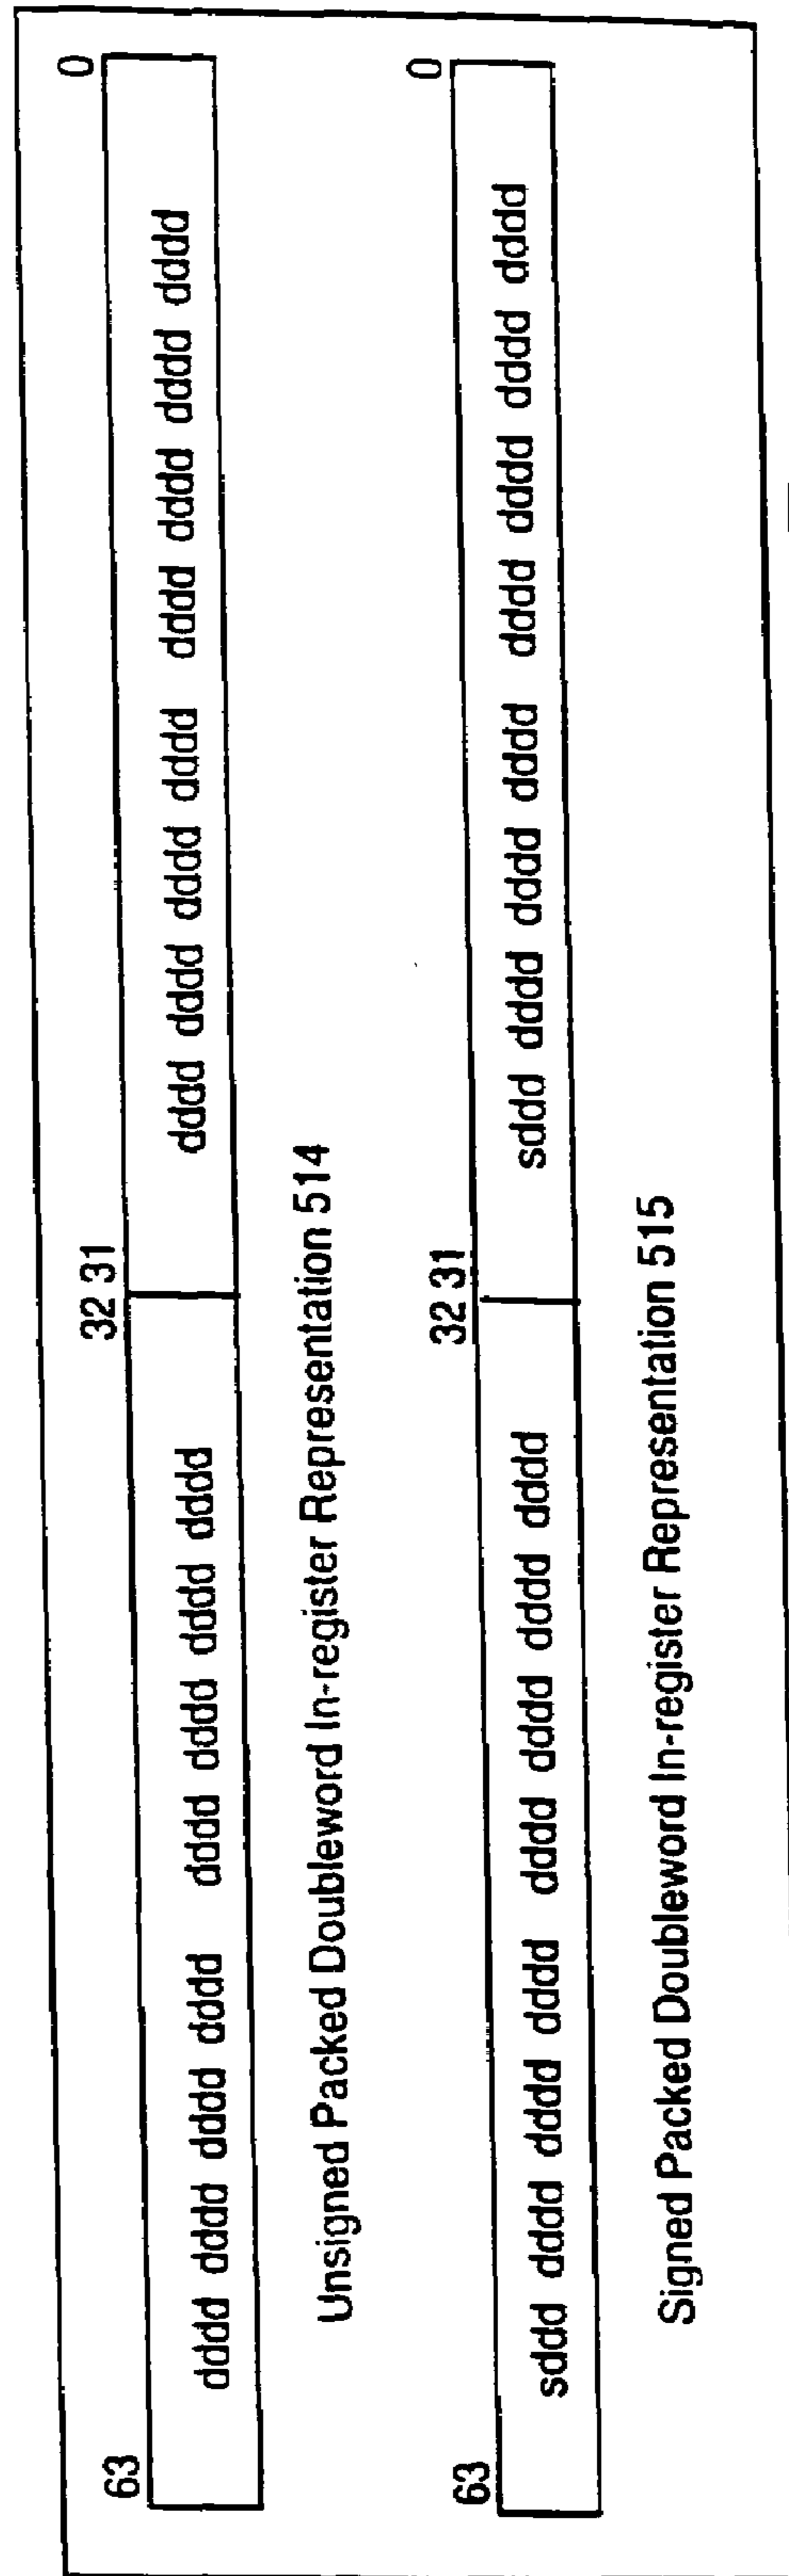 63 32 31 0
dddd dddd dddd dddd dddd dddd dddd dddd dddd dddd dddd dddd dddd dddd dddd dddd
Unsigned Packed Doubleword In-register Representation 514
63 32 31 0
sddd dddd dddd dddd dddd dddd dddd dddd sddd dddd dddd dddd dddd dddd dddd dddd
Signed Packed Doubleword In-register Representation 515